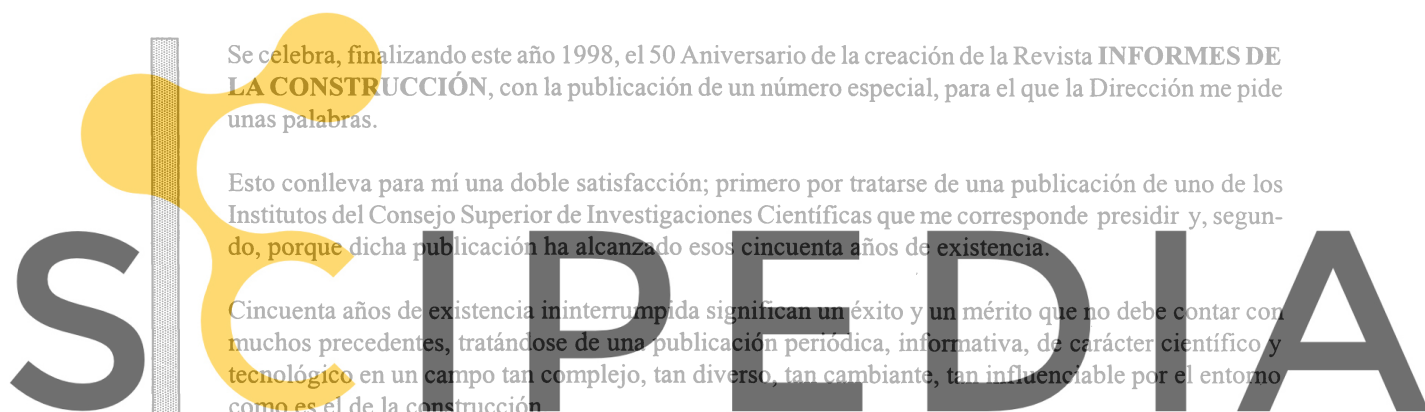 Se celebra, finalizando este año 1998, el 50 Aniversario de la creación de la Revista INFORMES DE
LA CONSTRUCCIÓN, con la publicación de un número especial, para el que la Dirección me pide
unas palabras.
Esto conlleva para mí una doble satisfacción; primero por tratarse de una publicación de uno de los
Institutos del Consejo Superior de Investigaciones Científicas que me corresponde presidir y, segun-
do, porque dicha publicación ha alcanzado esos cincuenta años de existencia.
Cincuenta años de existencia ininterrumpida significan un éxito y un mérito que no debe contar con
muchos precedentes, tratándose de una publicación periódica, informativa, de carácter científico y
tecnológico en un campo tan complejo, tan diverso, tan cambiante, tan influenciable por el entorno
como es el de la construcción.
SCIPEDIA